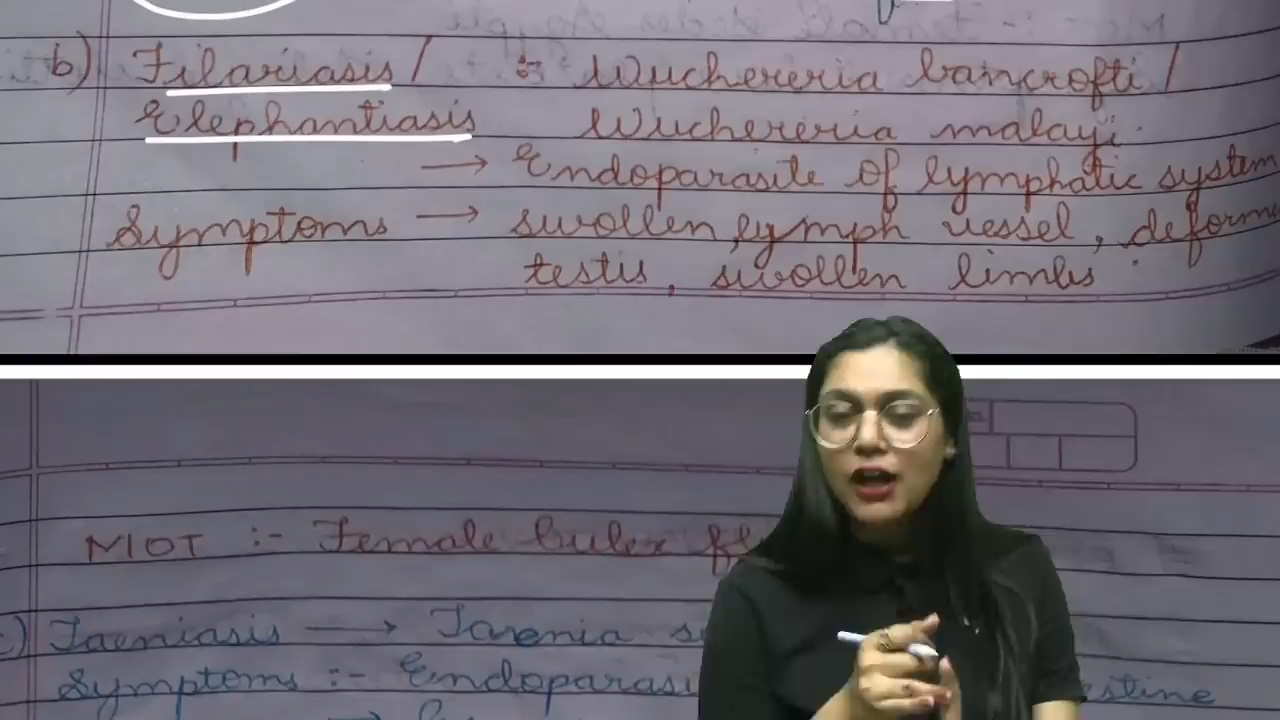 b) Filariasis / :- Wuchereria bancrofti /
Elephantiasis Wuchereria malayi
→ Endoparasite of lymphatic system
Symptoms → swollen lymph vessel, deform
testis, swollen limbs
MOT :- Female Culex
c) Taeniasis → Taenia
Symptoms :- Endoparasi stine
→